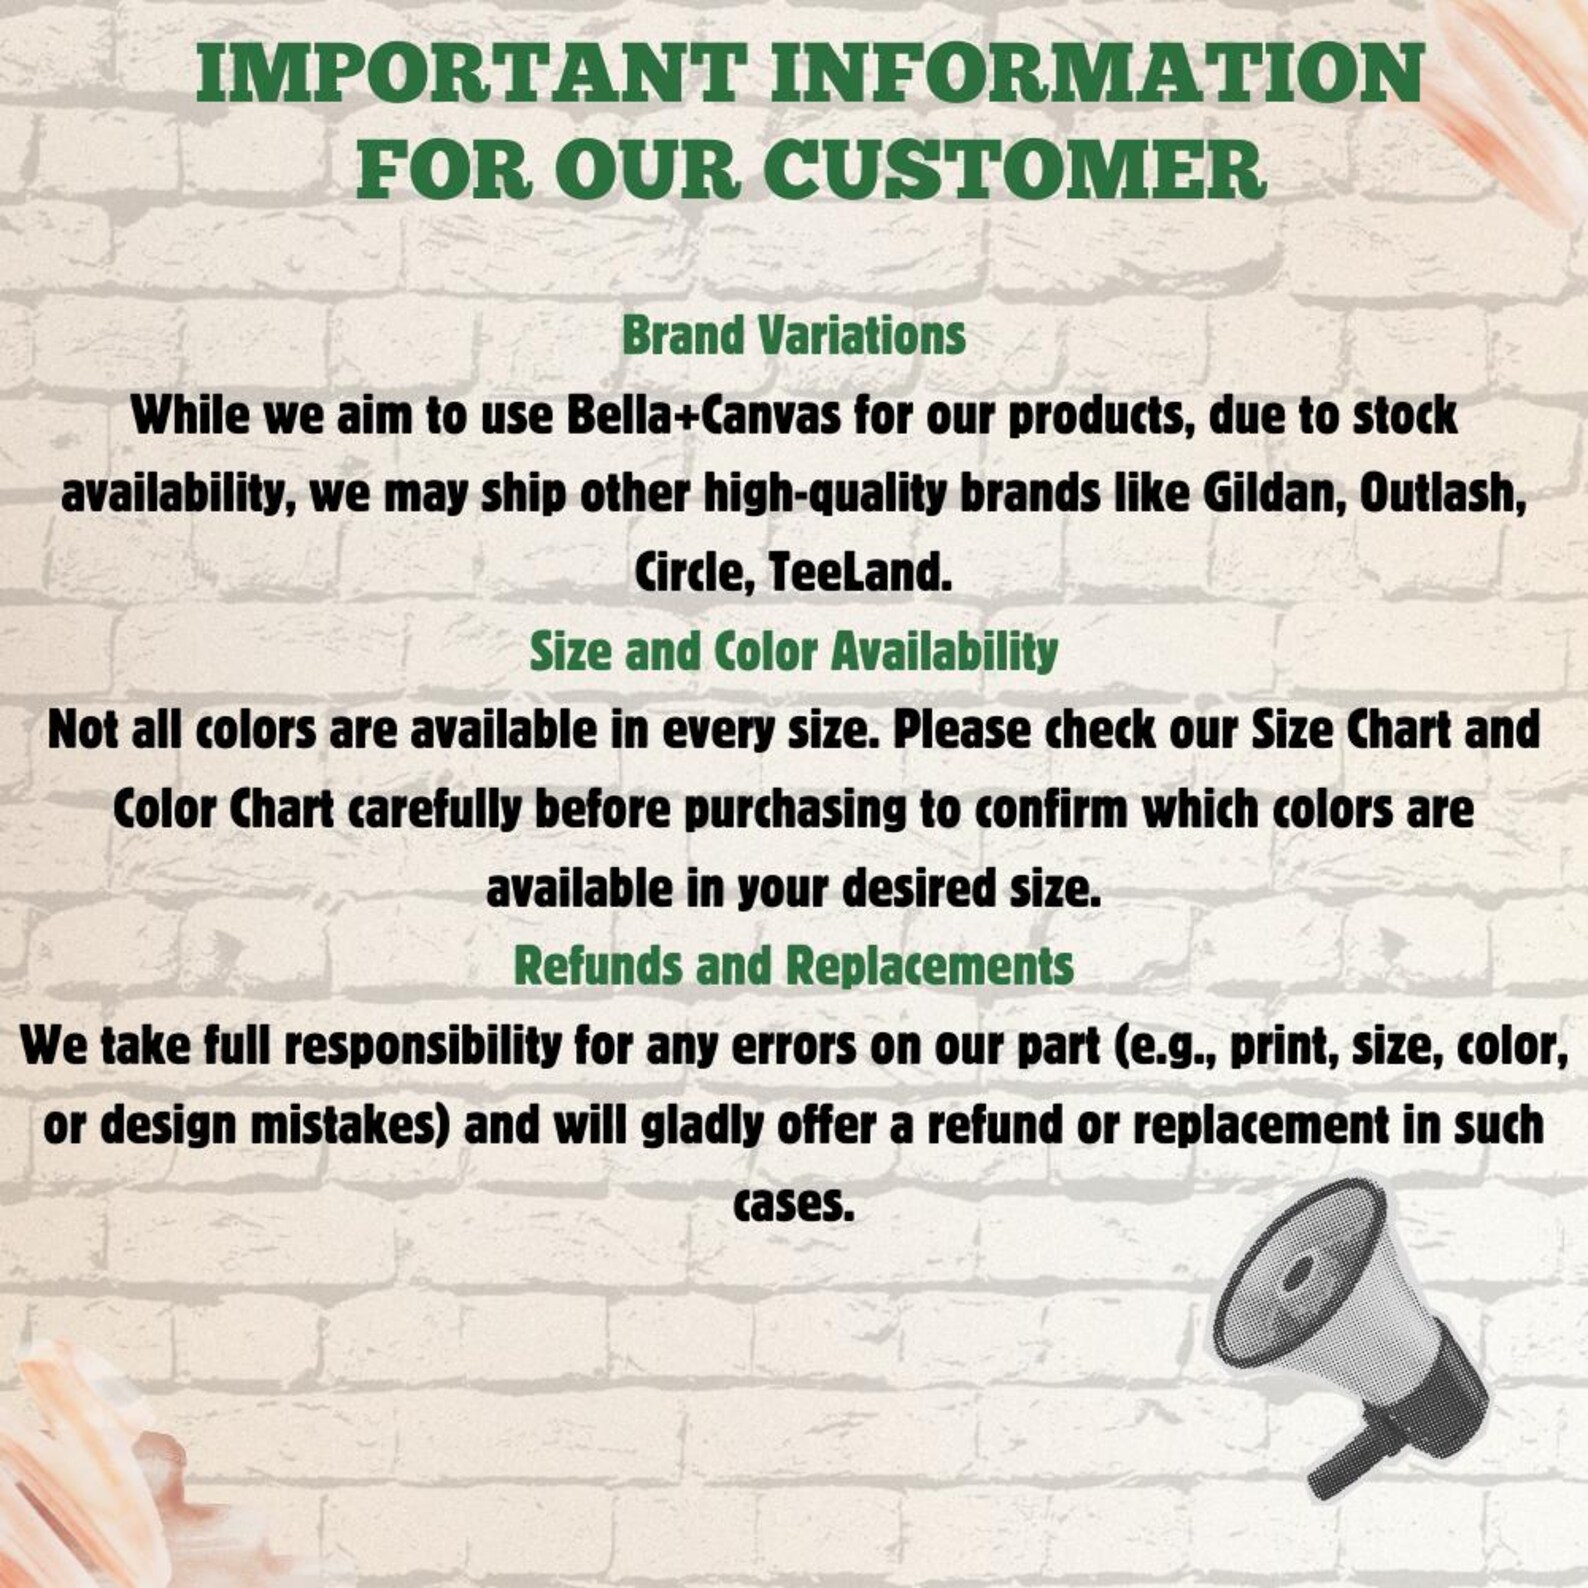 IMPORTANT INFORMATION
FOR OUR CUSTOMER
Brand Variations
While we aim to use Bella+Canvas for our products, due to stock
availability, we may ship other high-quality brands like Gildan, Outlash,
Circle, TeeLand.
Size and Color Availability
Not all colors are available in every size. Please check our Size Chart and
Color Chart carefully before purchasing to confirm which colors are
available in your desired size.
Refunds and Replacements
We take full responsibility for any errors on our part (e.g., print, size, color,
or design mistakes) and will gladly offer a refund or replacement in such
cases.